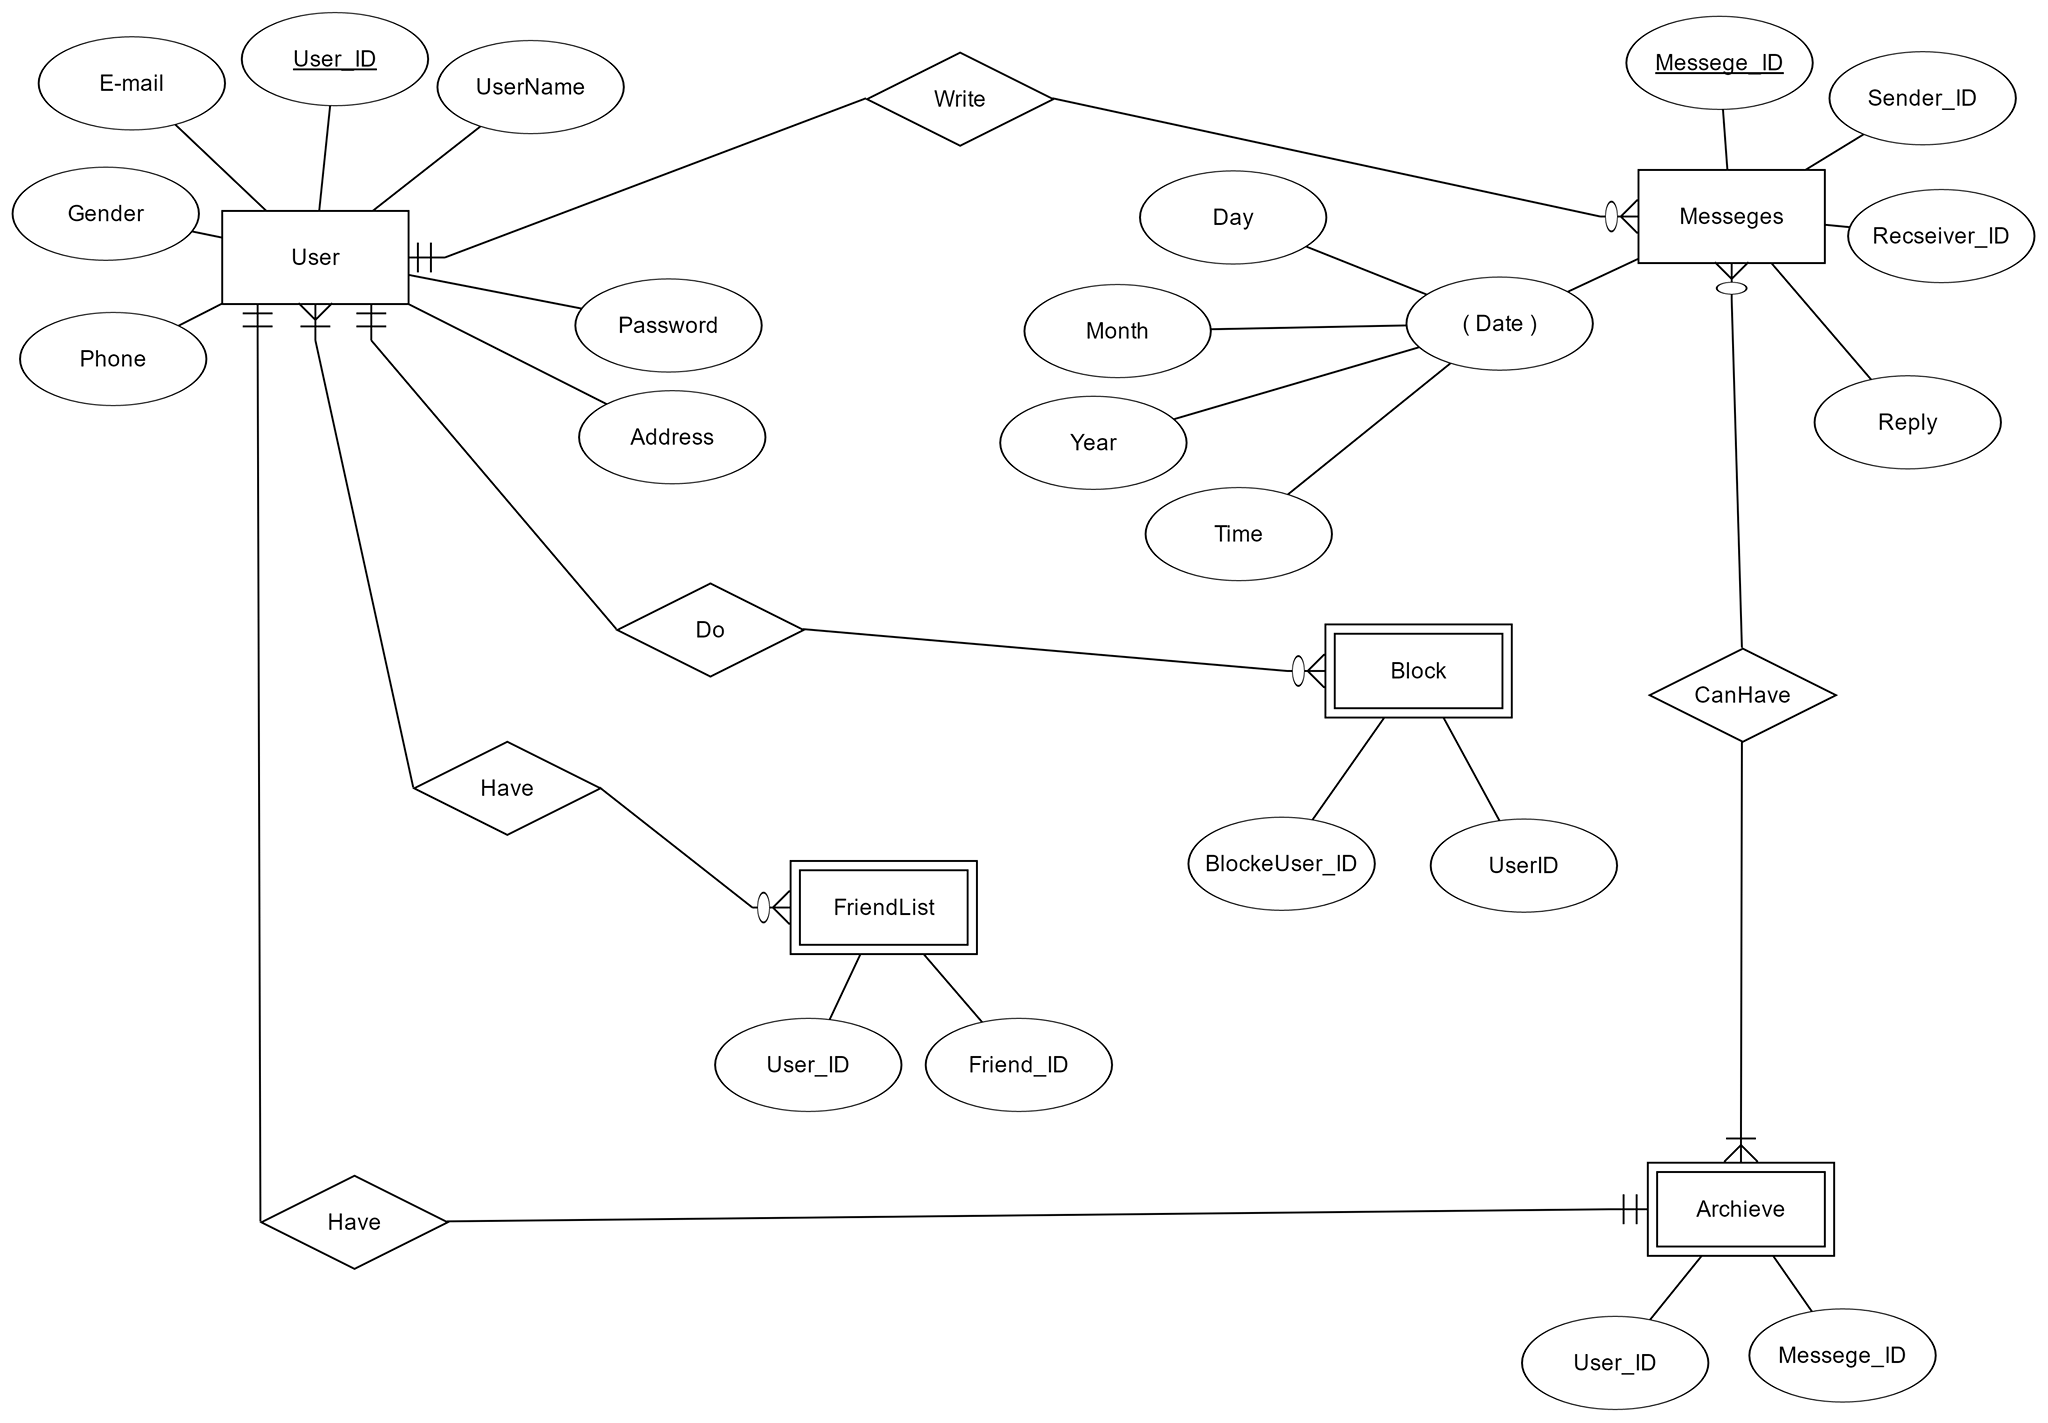 User_ID
E-mail
UserName
Write
Messege_ID
Sender_ID
Gender
User
Day
Messeges
Recseiver_ID
Password
( Date )
Month
Phone
Address
Year
Reply
Time
Do
Block
CanHave
Have
BlockeUser_ID
UserID
FriendList
User_ID
Friend_ID
Have
Archieve
User_ID
Messege_ID